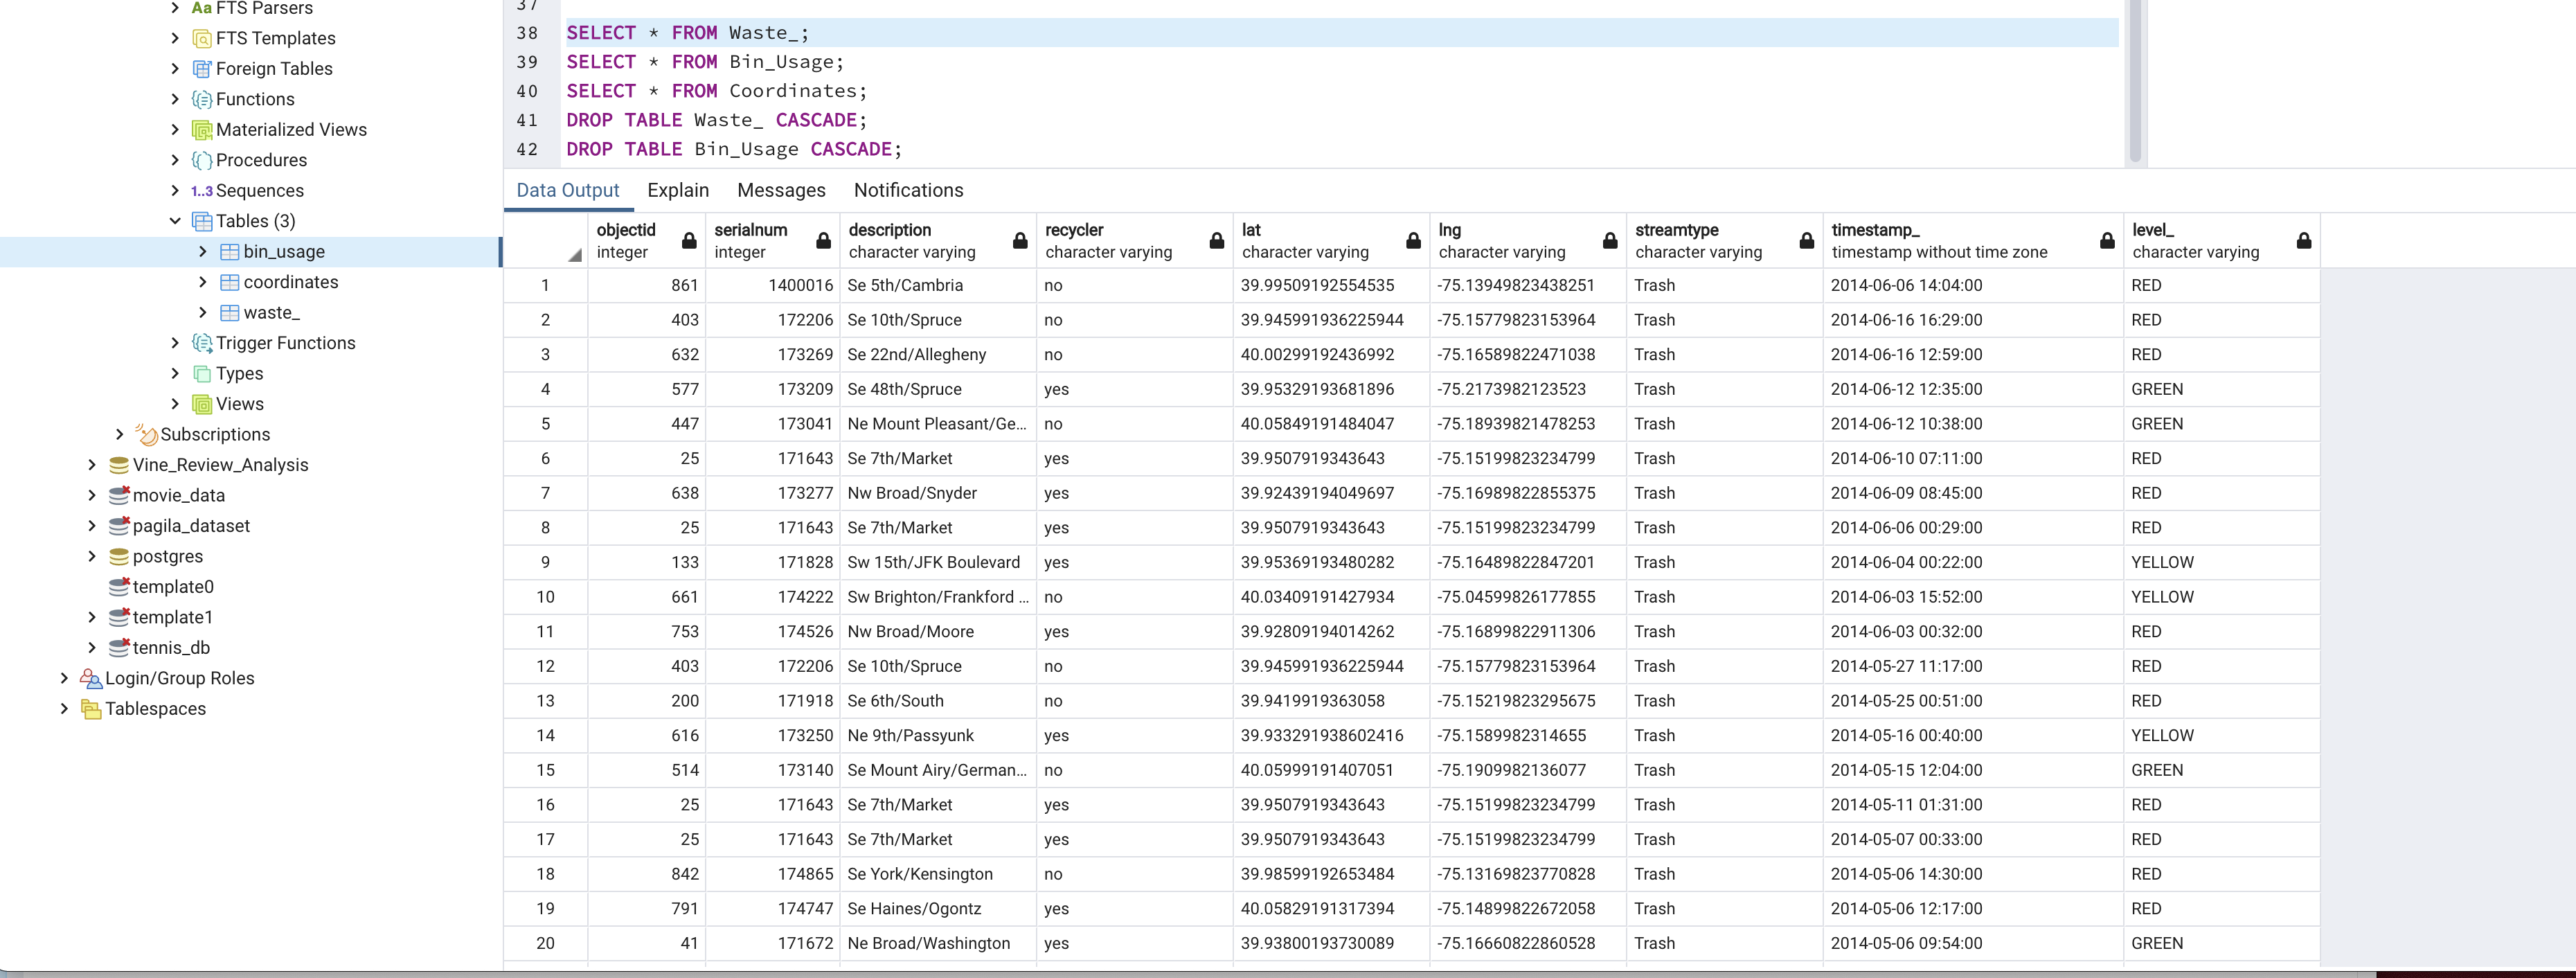 Aa FTS Parsers
FTS Templates
Foreign Tables
Functions
Materialized Views
Procedures
1..3 Sequences
Tables (3)
bin_usage
coordinates
waste_
Trigger Functions
Types
Views
Subscriptions
Vine_Review_Analysis
movie_data
pagila_dataset
postgres
template0
template1
tennis_db
Login/Group Roles
Tablespaces
37
38 SELECT * FROM Waste_;
39 SELECT * FROM Bin_Usage;
40 SELECT * FROM Coordinates;
41 DROP TABLE Waste_ CASCADE;
42 DROP TABLE Bin_Usage CASCADE;
Data Output Explain Messages Notifications
objectid serialnum description recycler lat lng streamtype timestamp_ level_
integer integer character varying character varying character varying character varying character varying timestamp without time zone character varying
1 861 1400016 Se 5th/Cambria no 39.99509192554535 -75.13949823438251 Trash 2014-06-06 14:04:00 RED
2 403 172206 Se 10th/Spruce no 39.945991936225944 -75.15779823153964 Trash 2014-06-16 16:29:00 RED
3 632 173269 Se 22nd/Allegheny no 40.00299192436992 -75.16589822471038 Trash 2014-06-16 12:59:00 RED
4 577 173209 Se 48th/Spruce yes 39.95329193681896 -75.2173982123523 Trash 2014-06-12 12:35:00 GREEN
5 447 173041 Ne Mount Pleasant/Ge... no 40.05849191484047 -75.18939821478253 Trash 2014-06-12 10:38:00 GREEN
6 25 171643 Se 7th/Market yes 39.9507919343643 -75.15199823234799 Trash 2014-06-10 07:11:00 RED
7 638 173277 Nw Broad/Snyder yes 39.92439194049697 -75.16989822855375 Trash 2014-06-09 08:45:00 RED
8 25 171643 Se 7th/Market yes 39.9507919343643 -75.15199823234799 Trash 2014-06-06 00:29:00 RED
9 133 171828 Sw 15th/JFK Boulevard yes 39.95369193480282 -75.16489822847201 Trash 2014-06-04 00:22:00 YELLOW
10 661 174222 Sw Brighton/Frankford ... no 40.03409191427934 -75.04599826177855 Trash 2014-06-03 15:52:00 YELLOW
11 753 174526 Nw Broad/Moore yes 39.92809194014262 -75.16899822911306 Trash 2014-06-03 00:32:00 RED
12 403 172206 Se 10th/Spruce no 39.945991936225944 -75.15779823153964 Trash 2014-05-27 11:17:00 RED
13 200 171918 Se 6th/South no 39.9419919363058 -75.15219823295675 Trash 2014-05-25 00:51:00 RED
14 616 173250 Ne 9th/Passyunk yes 39.933291938602416 -75.1589982314655 Trash 2014-05-16 00:40:00 YELLOW
15 514 173140 Se Mount Airy/German... no 40.05999191407051 -75.1909982136077 Trash 2014-05-15 12:04:00 GREEN
16 25 171643 Se 7th/Market yes 39.9507919343643 -75.15199823234799 Trash 2014-05-11 01:31:00 RED
17 25 171643 Se 7th/Market yes 39.9507919343643 -75.15199823234799 Trash 2014-05-07 00:33:00 RED
18 842 174865 Se York/Kensington no 39.98599192653484 -75.13169823770828 Trash 2014-05-06 14:30:00 RED
19 791 174747 Se Haines/Ogontz yes 40.05829191317394 -75.14899822672058 Trash 2014-05-06 12:17:00 RED
20 41 171672 Ne Broad/Washington yes 39.93800193730089 -75.16660822860528 Trash 2014-05-06 09:54:00 GREEN